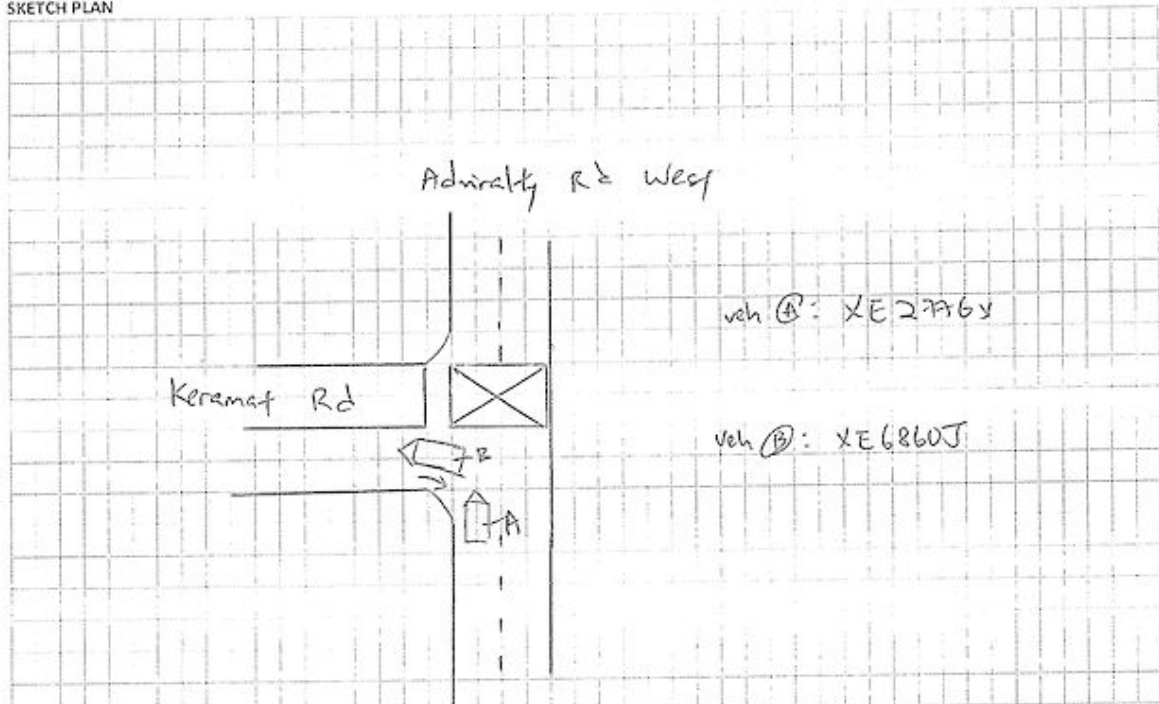 SKETCH PLAN
Admiralty Rd West
veh A: XE2776Y
Keramat Rd
veh B: XE6860J
B
A